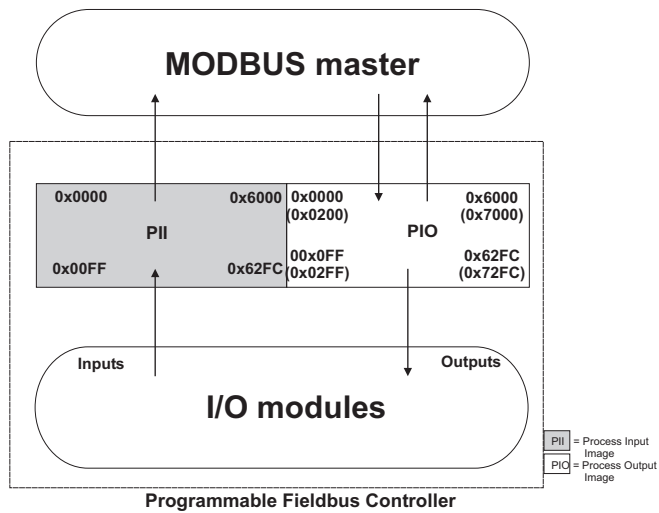 MODBUS master
0x0000 0x6000 0x0000 0x6000
(0x0200) (0x7000)
PII PIO
0x00FF 0x62FC 00x0FF 0x62FC
(0x02FF) (0x72FC)
Inputs Outputs
I/O modules
PII = Process Input
Image
PIO = Process Output
Image
Programmable Fieldbus Controller